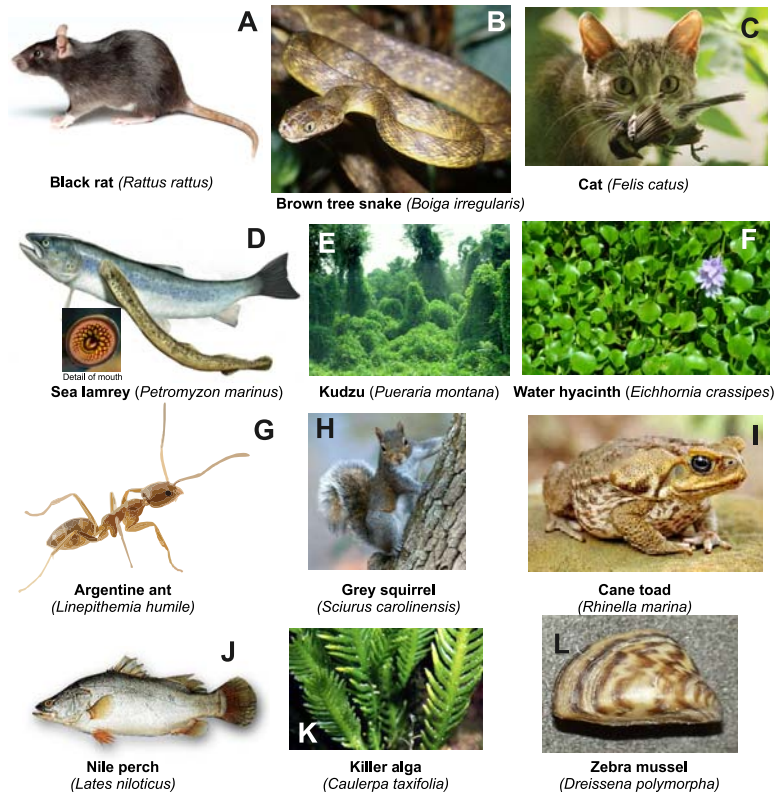 A
B
C
Black rat (Rattus rattus)
Brown tree snake (Boiga irregularis)
Cat (Felis catus)
D
E
F
Detail of mouth
Sea lamrey (Petromyzon marinus)
Kudzu (Pueraria montana)
Water hyacinth (Eichhornia crassipes)
G
H
I
Argentine ant
(Linepithemia humile)
Grey squirrel
(Sciurus carolinensis)
Cane toad
(Rhinella marina)
J
K
L
Nile perch
(Lates niloticus)
Killer alga
(Caulerpa taxifolia)
Zebra mussel
(Dreissena polymorpha)